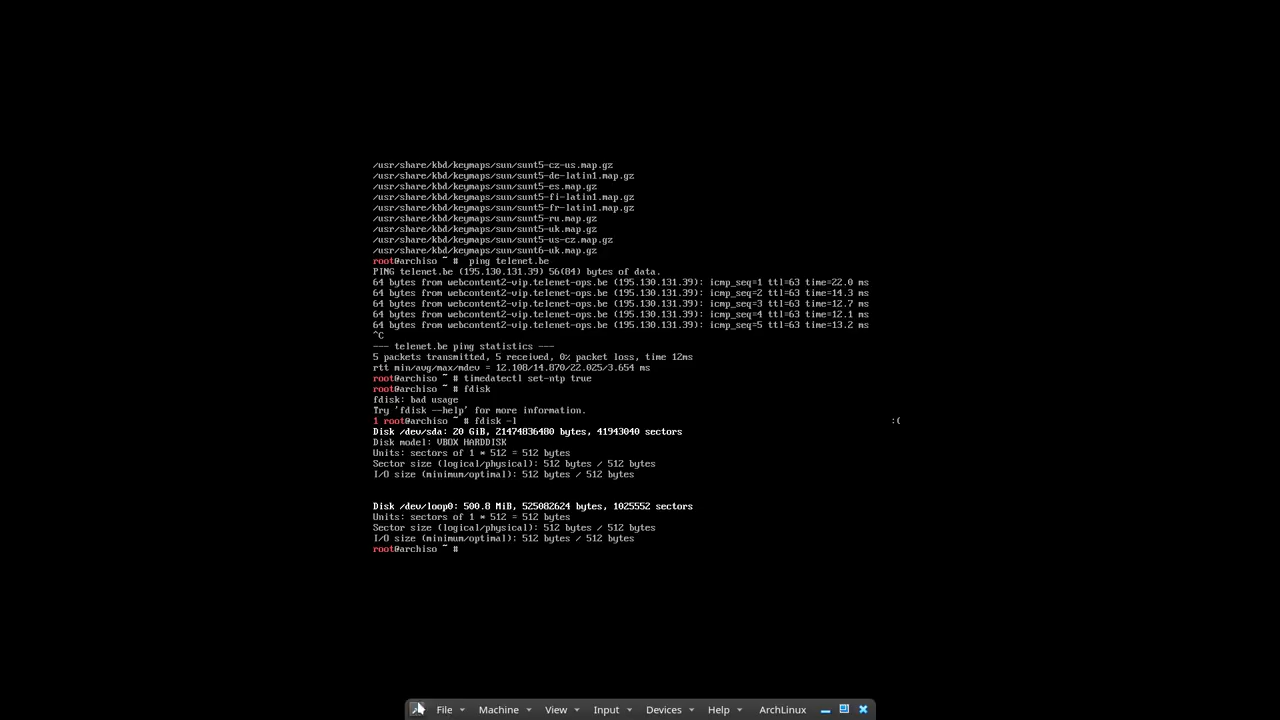 /usr/share/kbd/keymaps/sun/sunt5-cz-us.map.gz
/usr/share/kbd/keymaps/sun/sunt5-de-latin1.map.gz
/usr/share/kbd/keymaps/sun/sunt5-es.map.gz
/usr/share/kbd/keymaps/sun/sunt5-fi-latin1.map.gz
/usr/share/kbd/keymaps/sun/sunt5-fr-latin1.map.gz
/usr/share/kbd/keymaps/sun/sunt5-ru.map.gz
/usr/share/kbd/keymaps/sun/sunt5-uk.map.gz
/usr/share/kbd/keymaps/sun/sunt5-us-cz.map.gz
/usr/share/kbd/keymaps/sun/sunt6-uk.map.gz
root@archiso ~ #  ping telenet.be
PING telenet.be (195.130.131.39) 56(84) bytes of data.
64 bytes from webcontent2-vip.telenet-ops.be (195.130.131.39): icmp_seq=1 ttl=63 time=22.0 ms
64 bytes from webcontent2-vip.telenet-ops.be (195.130.131.39): icmp_seq=2 ttl=63 time=14.3 ms
64 bytes from webcontent2-vip.telenet-ops.be (195.130.131.39): icmp_seq=3 ttl=63 time=12.7 ms
64 bytes from webcontent2-vip.telenet-ops.be (195.130.131.39): icmp_seq=4 ttl=63 time=12.1 ms
64 bytes from webcontent2-vip.telenet-ops.be (195.130.131.39): icmp_seq=5 ttl=63 time=13.2 ms
^C
--- telenet.be ping statistics ---
5 packets transmitted, 5 received, 0% packet loss, time 12ms
rtt min/avg/max/mdev = 12.108/14.870/22.025/3.654 ms
root@archiso ~ # timedatectl set-ntp true
root@archiso ~ # fdisk
fdisk: bad usage
Try 'fdisk --help' for more information.
1 root@archiso ~ # fdisk -l :(
Disk /dev/sda: 20 GiB, 21474836480 bytes, 41943040 sectors
Disk model: VBOX HARDDISK
Units: sectors of 1 * 512 = 512 bytes
Sector size (logical/physical): 512 bytes / 512 bytes
I/O size (minimum/optimal): 512 bytes / 512 bytes
Disk /dev/loop0: 500.8 MiB, 525082624 bytes, 1025552 sectors
Units: sectors of 1 * 512 = 512 bytes
Sector size (logical/physical): 512 bytes / 512 bytes
I/O size (minimum/optimal): 512 bytes / 512 bytes
root@archiso ~ #
File Machine View Input Devices Help ArchLinux